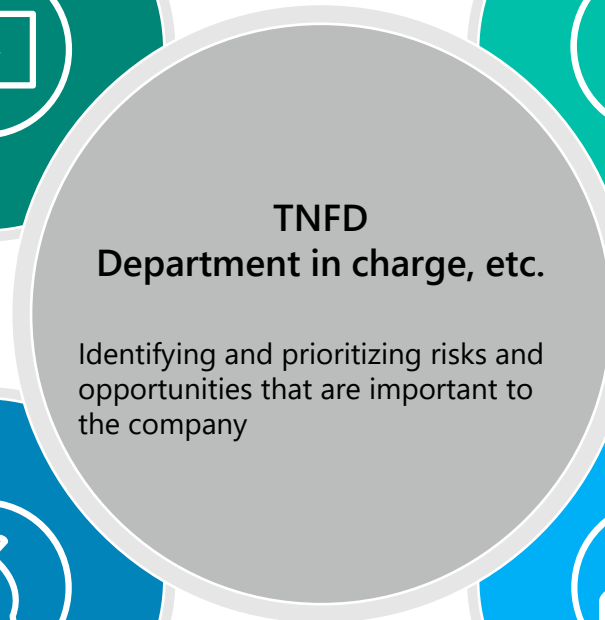 TNFD
Department in charge, etc.
Identifying and prioritizing risks and
opportunities that are important to
the company